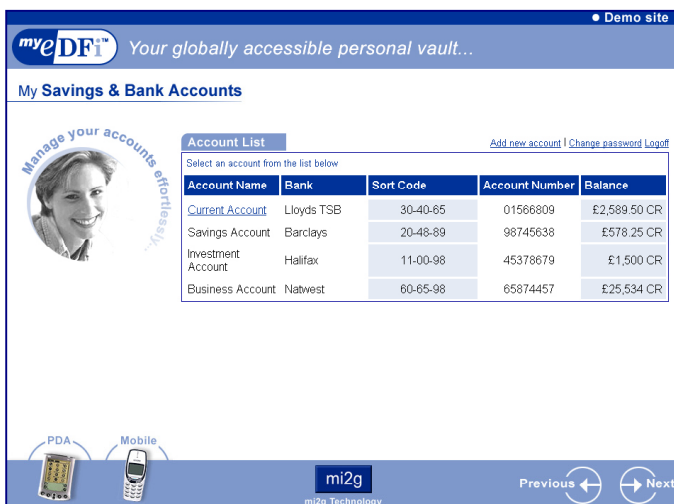 Demo site
myeDFi™ Your globally accessible personal vault...
My Savings & Bank Accounts
Manage your accounts effortlessly...
Account List
Add new account | Change password Logoff
Select an account from the list below
Account Name Bank Sort Code Account Number Balance
Current Account Lloyds TSB 30-40-65 01566809 £2,589.50 CR
Savings Account Barclays 20-48-89 98745638 £578.25 CR
Investment
Account Halifax 11-00-98 45378679 £1,500 CR
Business Account Natwest 60-65-98 65874457 £25,534 CR
PDA Mobile
mi2g
mi2g Technology
Previous Next